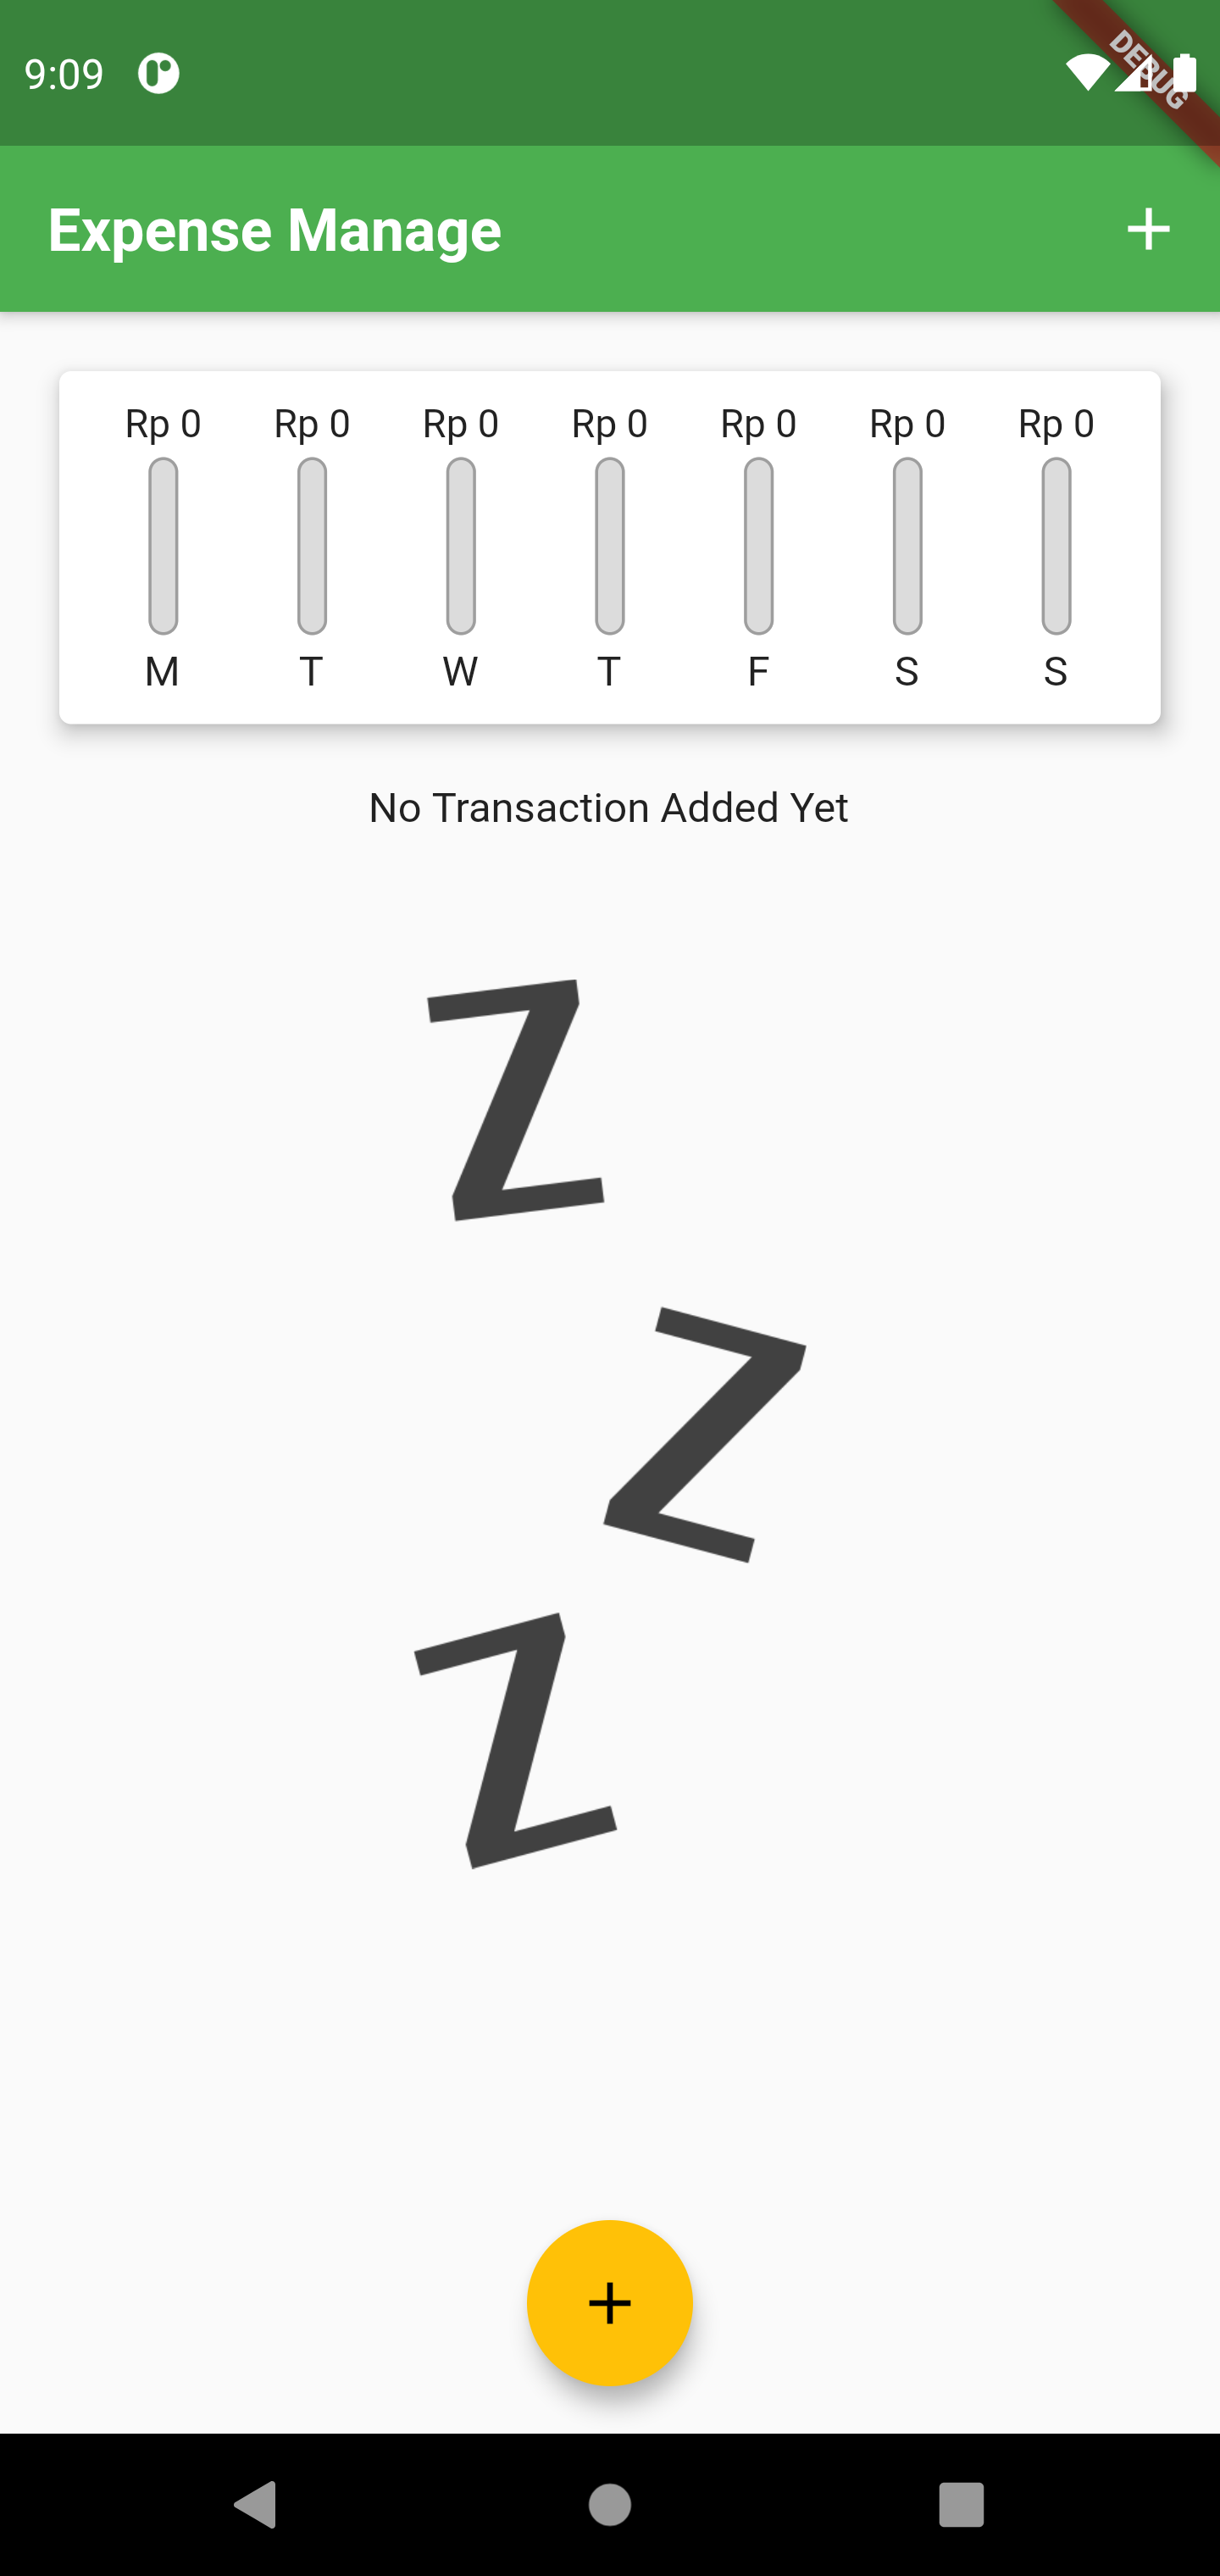 9:09
DEBUG
Expense Manage
Rp 0 Rp 0 Rp 0 Rp 0 Rp 0 Rp 0 Rp 0
M T W T F S S
No Transaction Added Yet
Z
Z
Z